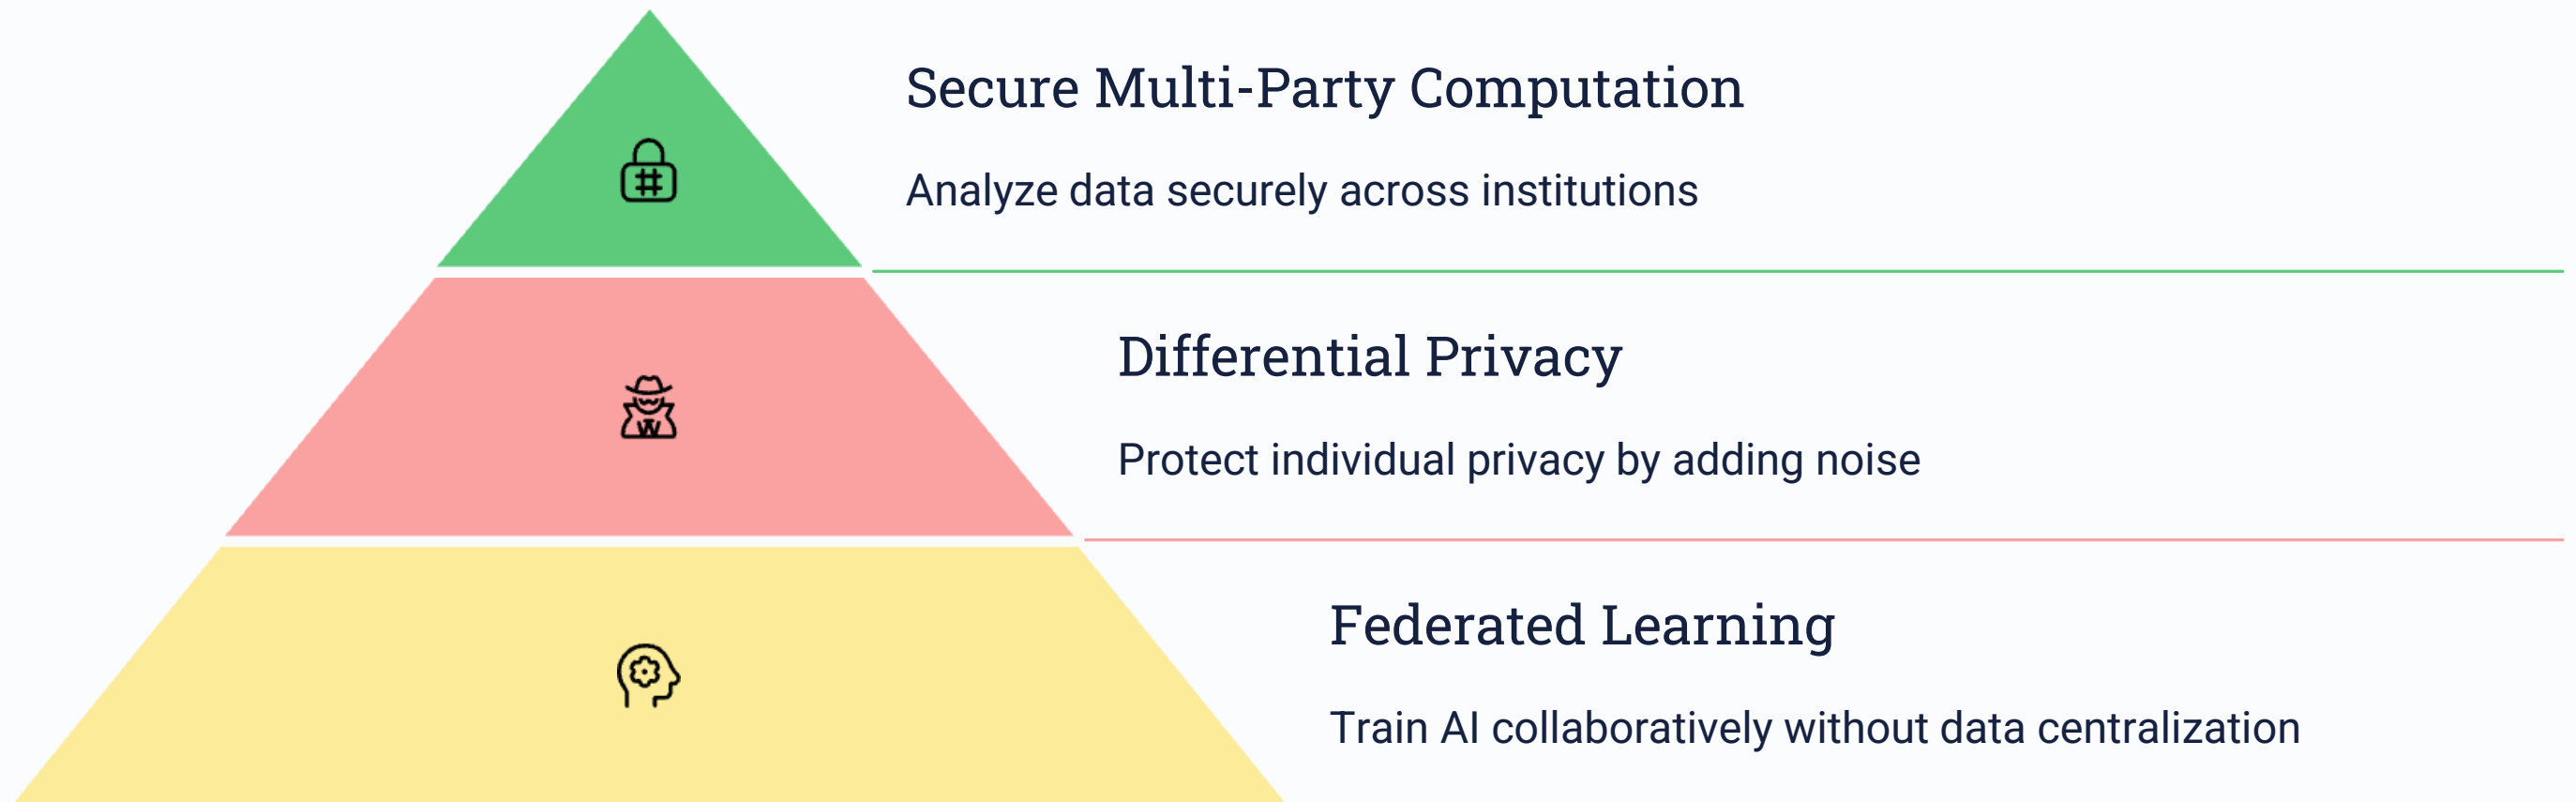 Secure Multi-Party Computation
Analyze data securely across institutions
Differential Privacy
Protect individual privacy by adding noise
Federated Learning
Train AI collaboratively without data centralization